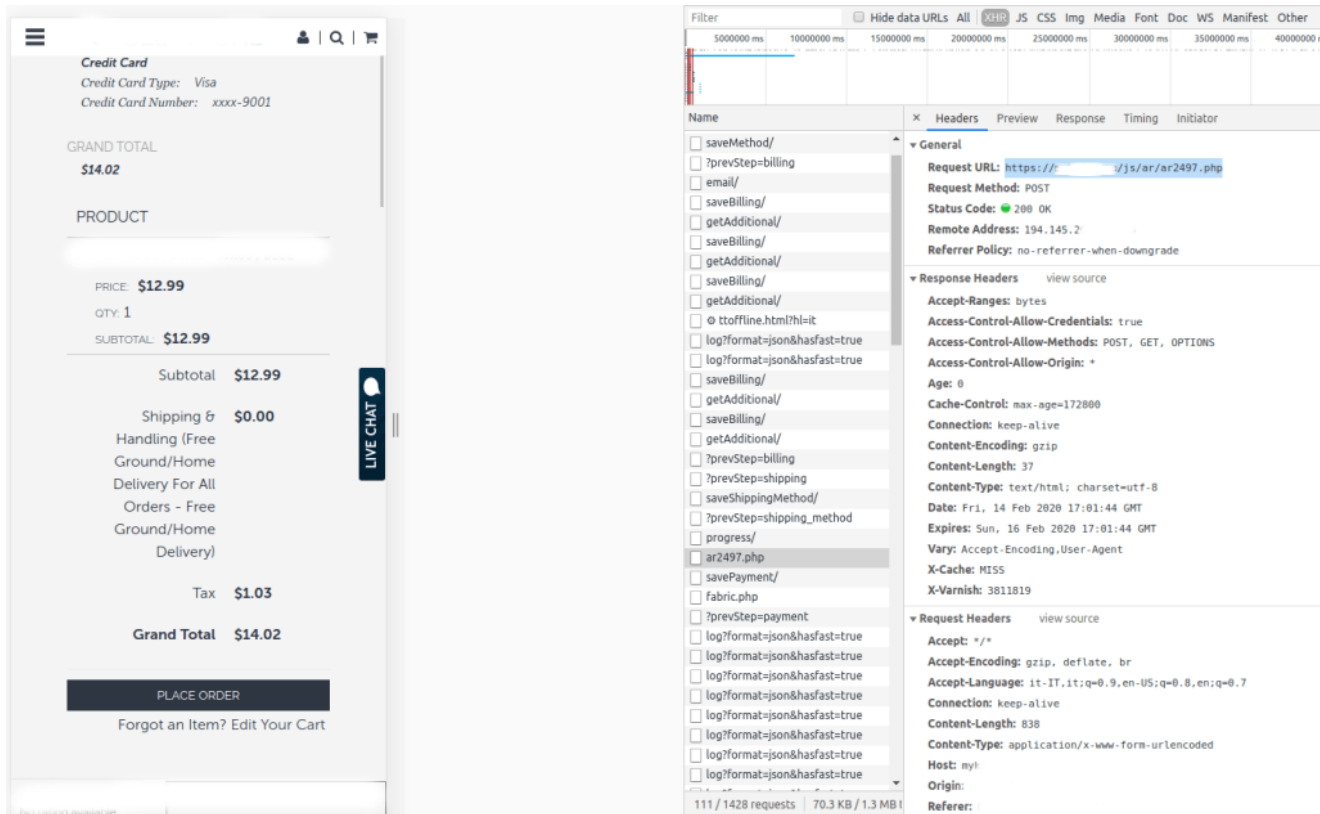 Credit Card
Credit Card Type: Visa
Credit Card Number: xxxx-9001
GRAND TOTAL
$14.02
PRODUCT
PRICE: $12.99
QTY: 1
SUBTOTAL: $12.99
Subtotal $12.99
Shipping & $0.00
Handling (Free
Ground/Home
Delivery For All
Orders - Free
Ground/Home
Delivery)
Tax $1.03
Grand Total $14.02
PLACE ORDER
Forgot an Item? Edit Your Cart
LIVE CHAT
Filter
Hide data URLs All XHR JS CSS Img Media Font Doc WS Manifest Other
5000000 ms 10000000 ms 15000000 ms 20000000 ms 25000000 ms 30000000 ms 35000000 ms 40000000
Name
saveMethod/
?prevStep=billing
email/
saveBilling/
getAdditional/
saveBilling/
getAdditional/
saveBilling/
getAdditional/
ttoffline.html?hl=it
log?format=json&hasfast=true
log?format=json&hasfast=true
saveBilling/
getAdditional/
saveBilling/
getAdditional/
?prevStep=billing
?prevStep=shipping
saveShippingMethod/
?prevStep=shipping_method
progress/
ar2497.php
savePayment/
fabric.php
?prevStep=payment
log?format=json&hasfast=true
log?format=json&hasfast=true
log?format=json&hasfast=true
log?format=json&hasfast=true
log?format=json&hasfast=true
log?format=json&hasfast=true
log?format=json&hasfast=true
log?format=json&hasfast=true
111 / 1428 requests 70.3 KB / 1.3 MB
× Headers Preview Response Timing Initiator
General
Request URL: https:// /js/ar/ar2497.php
Request Method: POST
Status Code: 200 OK
Remote Address: 194.145.2
Referrer Policy: no-referrer-when-downgrade
Response Headers view source
Accept-Ranges: bytes
Access-Control-Allow-Credentials: true
Access-Control-Allow-Methods: POST, GET, OPTIONS
Access-Control-Allow-Origin: *
Age: 0
Cache-Control: max-age=172800
Connection: keep-alive
Content-Encoding: gzip
Content-Length: 37
Content-Type: text/html; charset=utf-8
Date: Fri, 14 Feb 2020 17:01:44 GMT
Expires: Sun, 16 Feb 2020 17:01:44 GMT
Vary: Accept-Encoding,User-Agent
X-Cache: MISS
X-Varnish: 3811819
Request Headers view source
Accept: */*
Accept-Encoding: gzip, deflate, br
Accept-Language: it-IT,it;q=0.9,en-US;q=0.8,en;q=0.7
Connection: keep-alive
Content-Length: 838
Content-Type: application/x-www-form-urlencoded
Host:
Origin:
Referer: